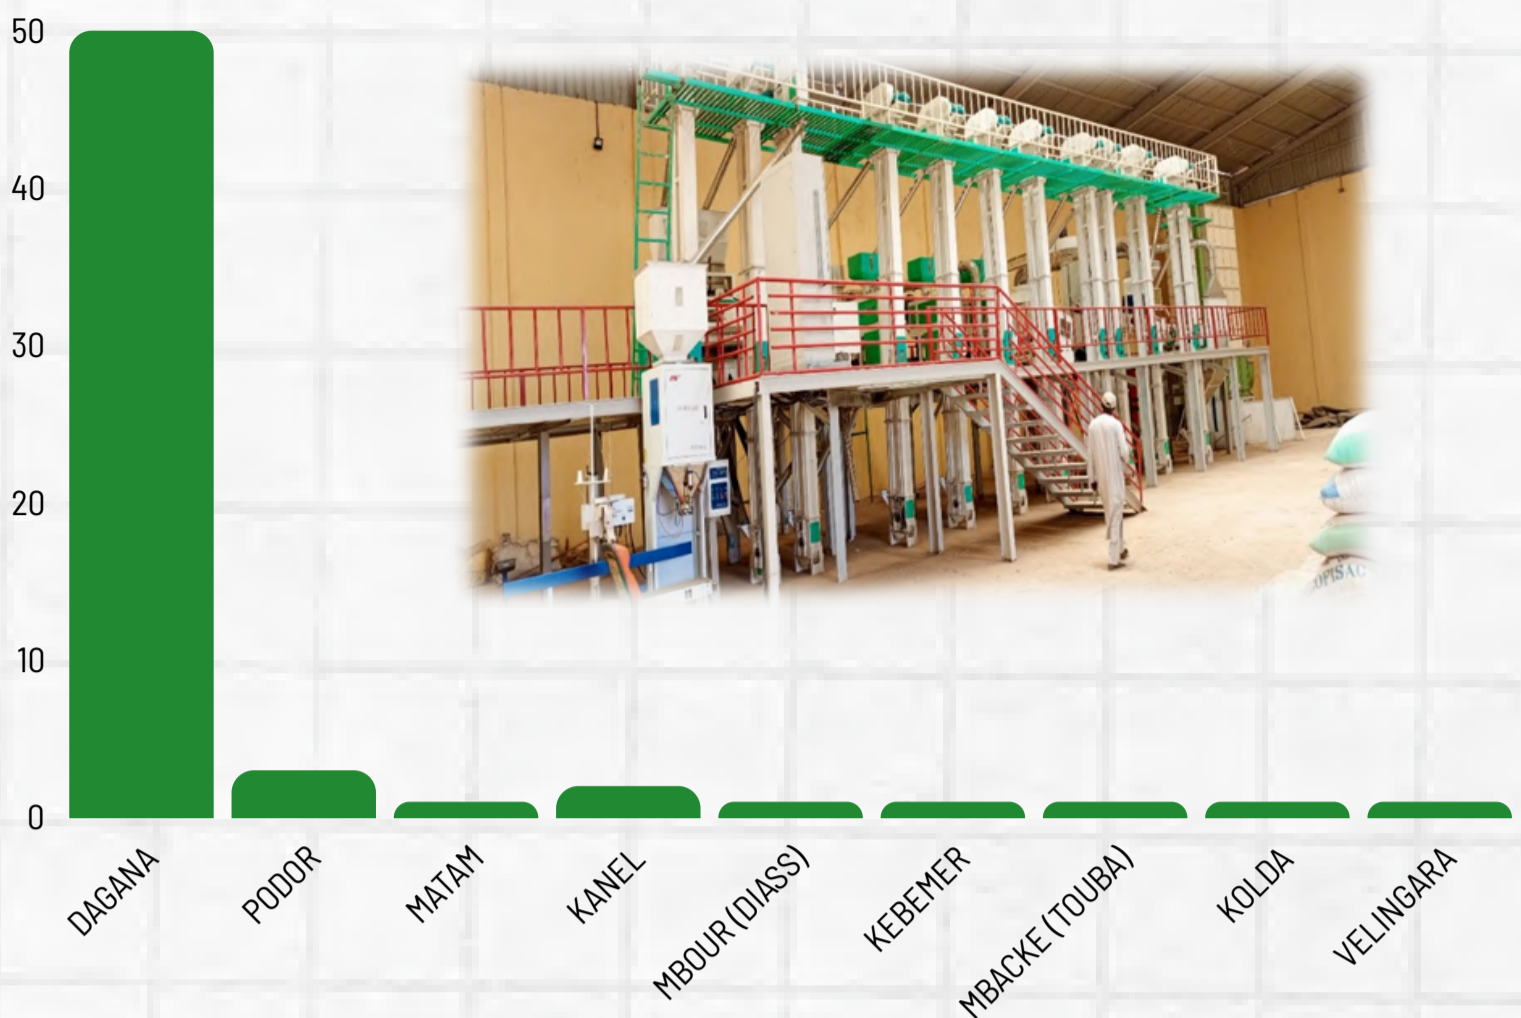 50
40
30
20
10
0
DAGANA
PODOR
MATAM
KANEL
MBOUR (DIASS)
KEBEMER
MBACKE (TOUBA)
KOLDA
VELINGARA